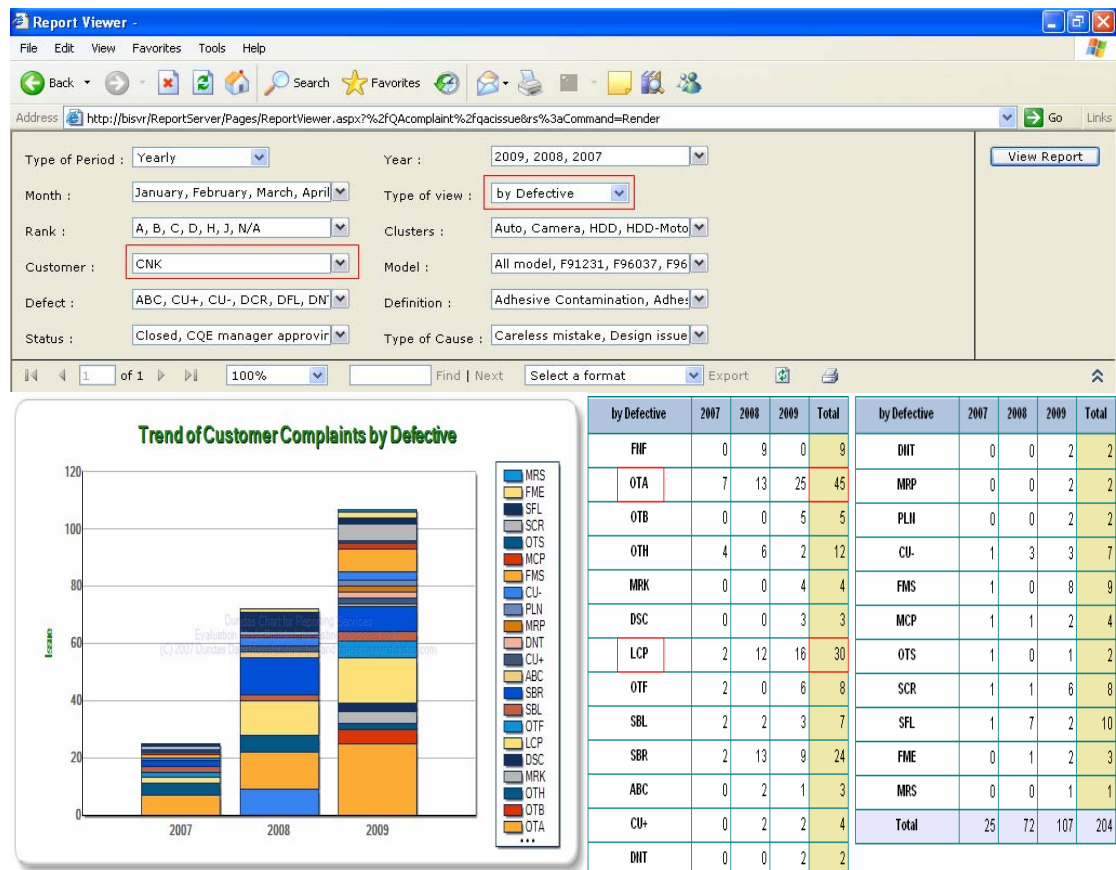 Report Viewer -
File Edit View Favorites Tools Help
Back Search Favorites
Address http://bisvr/ReportServer/Pages/ReportViewer.aspx?%2fQAcomplaint%2fqacissue&rs%3aCommand=Render Go Links
Type of Period : Yearly Year : 2009, 2008, 2007 View Report
Month : January, February, March, April Type of view : by Defective
Rank : A, B, C, D, H, J, N/A Clusters : Auto, Camera, HDD, HDD-Moto
Customer : CNK Model : All model, F91231, F96037, F96
Defect : ABC, CU+, CU-, DCR, DFL, DN Definition : Adhesive Contamination, Adhe
Status : Closed, CQE manager approvir Type of Cause : Careless mistake, Design issue
1 of 1 100% Find | Next Select a format Export
Trend of Customer Complaints by Defective
Issue
120
100
80
60
40
20
0
2007 2008 2009
Dundas Chart for Reporting Services
MRS
FME
SFL
SCR
OTS
MCP
FMS
CU-
PLN
MRP
DNT
CU+
ABC
SBR
SBL
OTF
LCP
DSC
MRK
OTH
OTB
OTA
...
by Defective 2007 2008 2009 Total
FNF 0 9 0 9
OTA 7 13 25 45
OTB 0 0 5 5
OTH 4 6 2 12
MRK 0 0 4 4
DSC 0 0 3 3
LCP 2 12 16 30
OTF 2 0 6 8
SBL 2 2 3 7
SBR 2 13 9 24
ABC 0 2 1 3
CU+ 0 2 2 4
DNT 0 0 2 2
by Defective 2007 2008 2009 Total
DNT 0 0 2 2
MRP 0 0 2 2
PLN 0 0 2 2
CU- 1 3 3 7
FMS 1 0 8 9
MCP 1 1 2 4
OTS 1 0 1 2
SCR 1 1 6 8
SFL 1 7 2 10
FME 0 1 2 3
MRS 0 0 1 1
Total 25 72 107 204